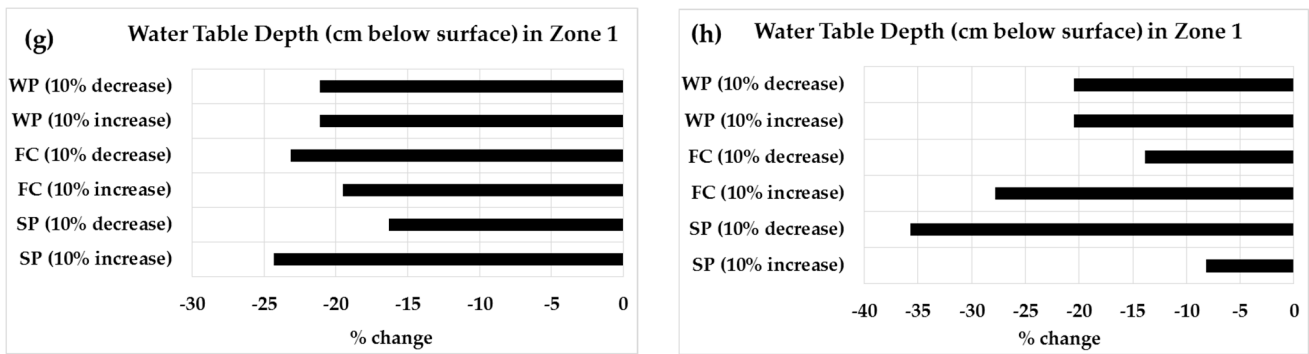 (g) Water Table Depth (cm below surface) in Zone 1
WP (10% decrease)
WP (10% increase)
FC (10% decrease)
FC (10% increase)
SP (10% decrease)
SP (10% increase)
-30 -25 -20 -15 -10 -5 0
% change
(h) Water Table Depth (cm below surface) in Zone 1
WP (10% decrease)
WP (10% increase)
FC (10% decrease)
FC (10% increase)
SP (10% decrease)
SP (10% increase)
-40 -35 -30 -25 -20 -15 -10 -5 0
% change